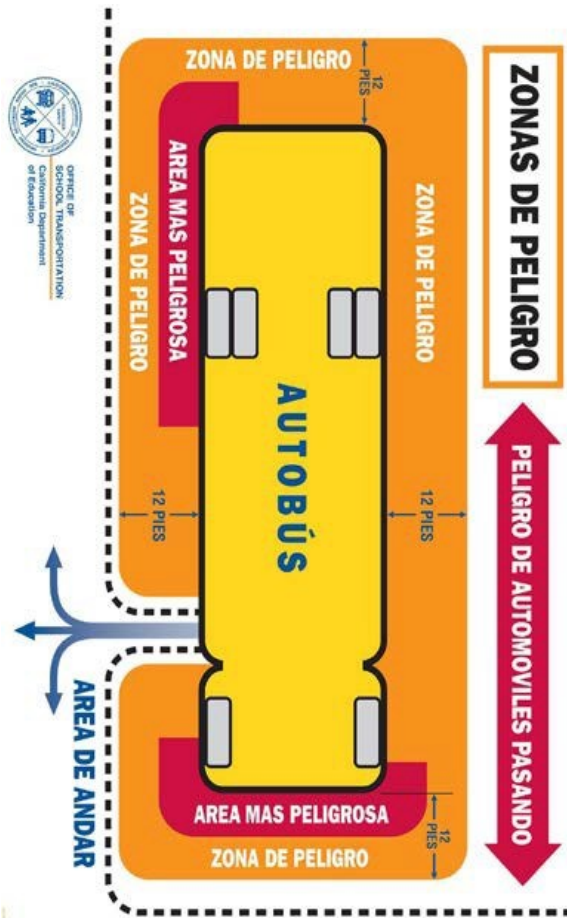 ZONAS DE PELIGRO
PELIGRO DE AUTOMOVILES PASANDO
ZONA DE PELIGRO
12
PIES
ZONA DE PELIGRO
12 PIES
AREA MAS PELIGROSA
AUTOBÚS
AREA MAS PELIGROSA
12
PIES
ZONA DE PELIGRO
ZONA DE PELIGRO
12 PIES
AREA DE ANDAR
OFFICE OF
SCHOOL TRANSPORTATION
California Department
of Education